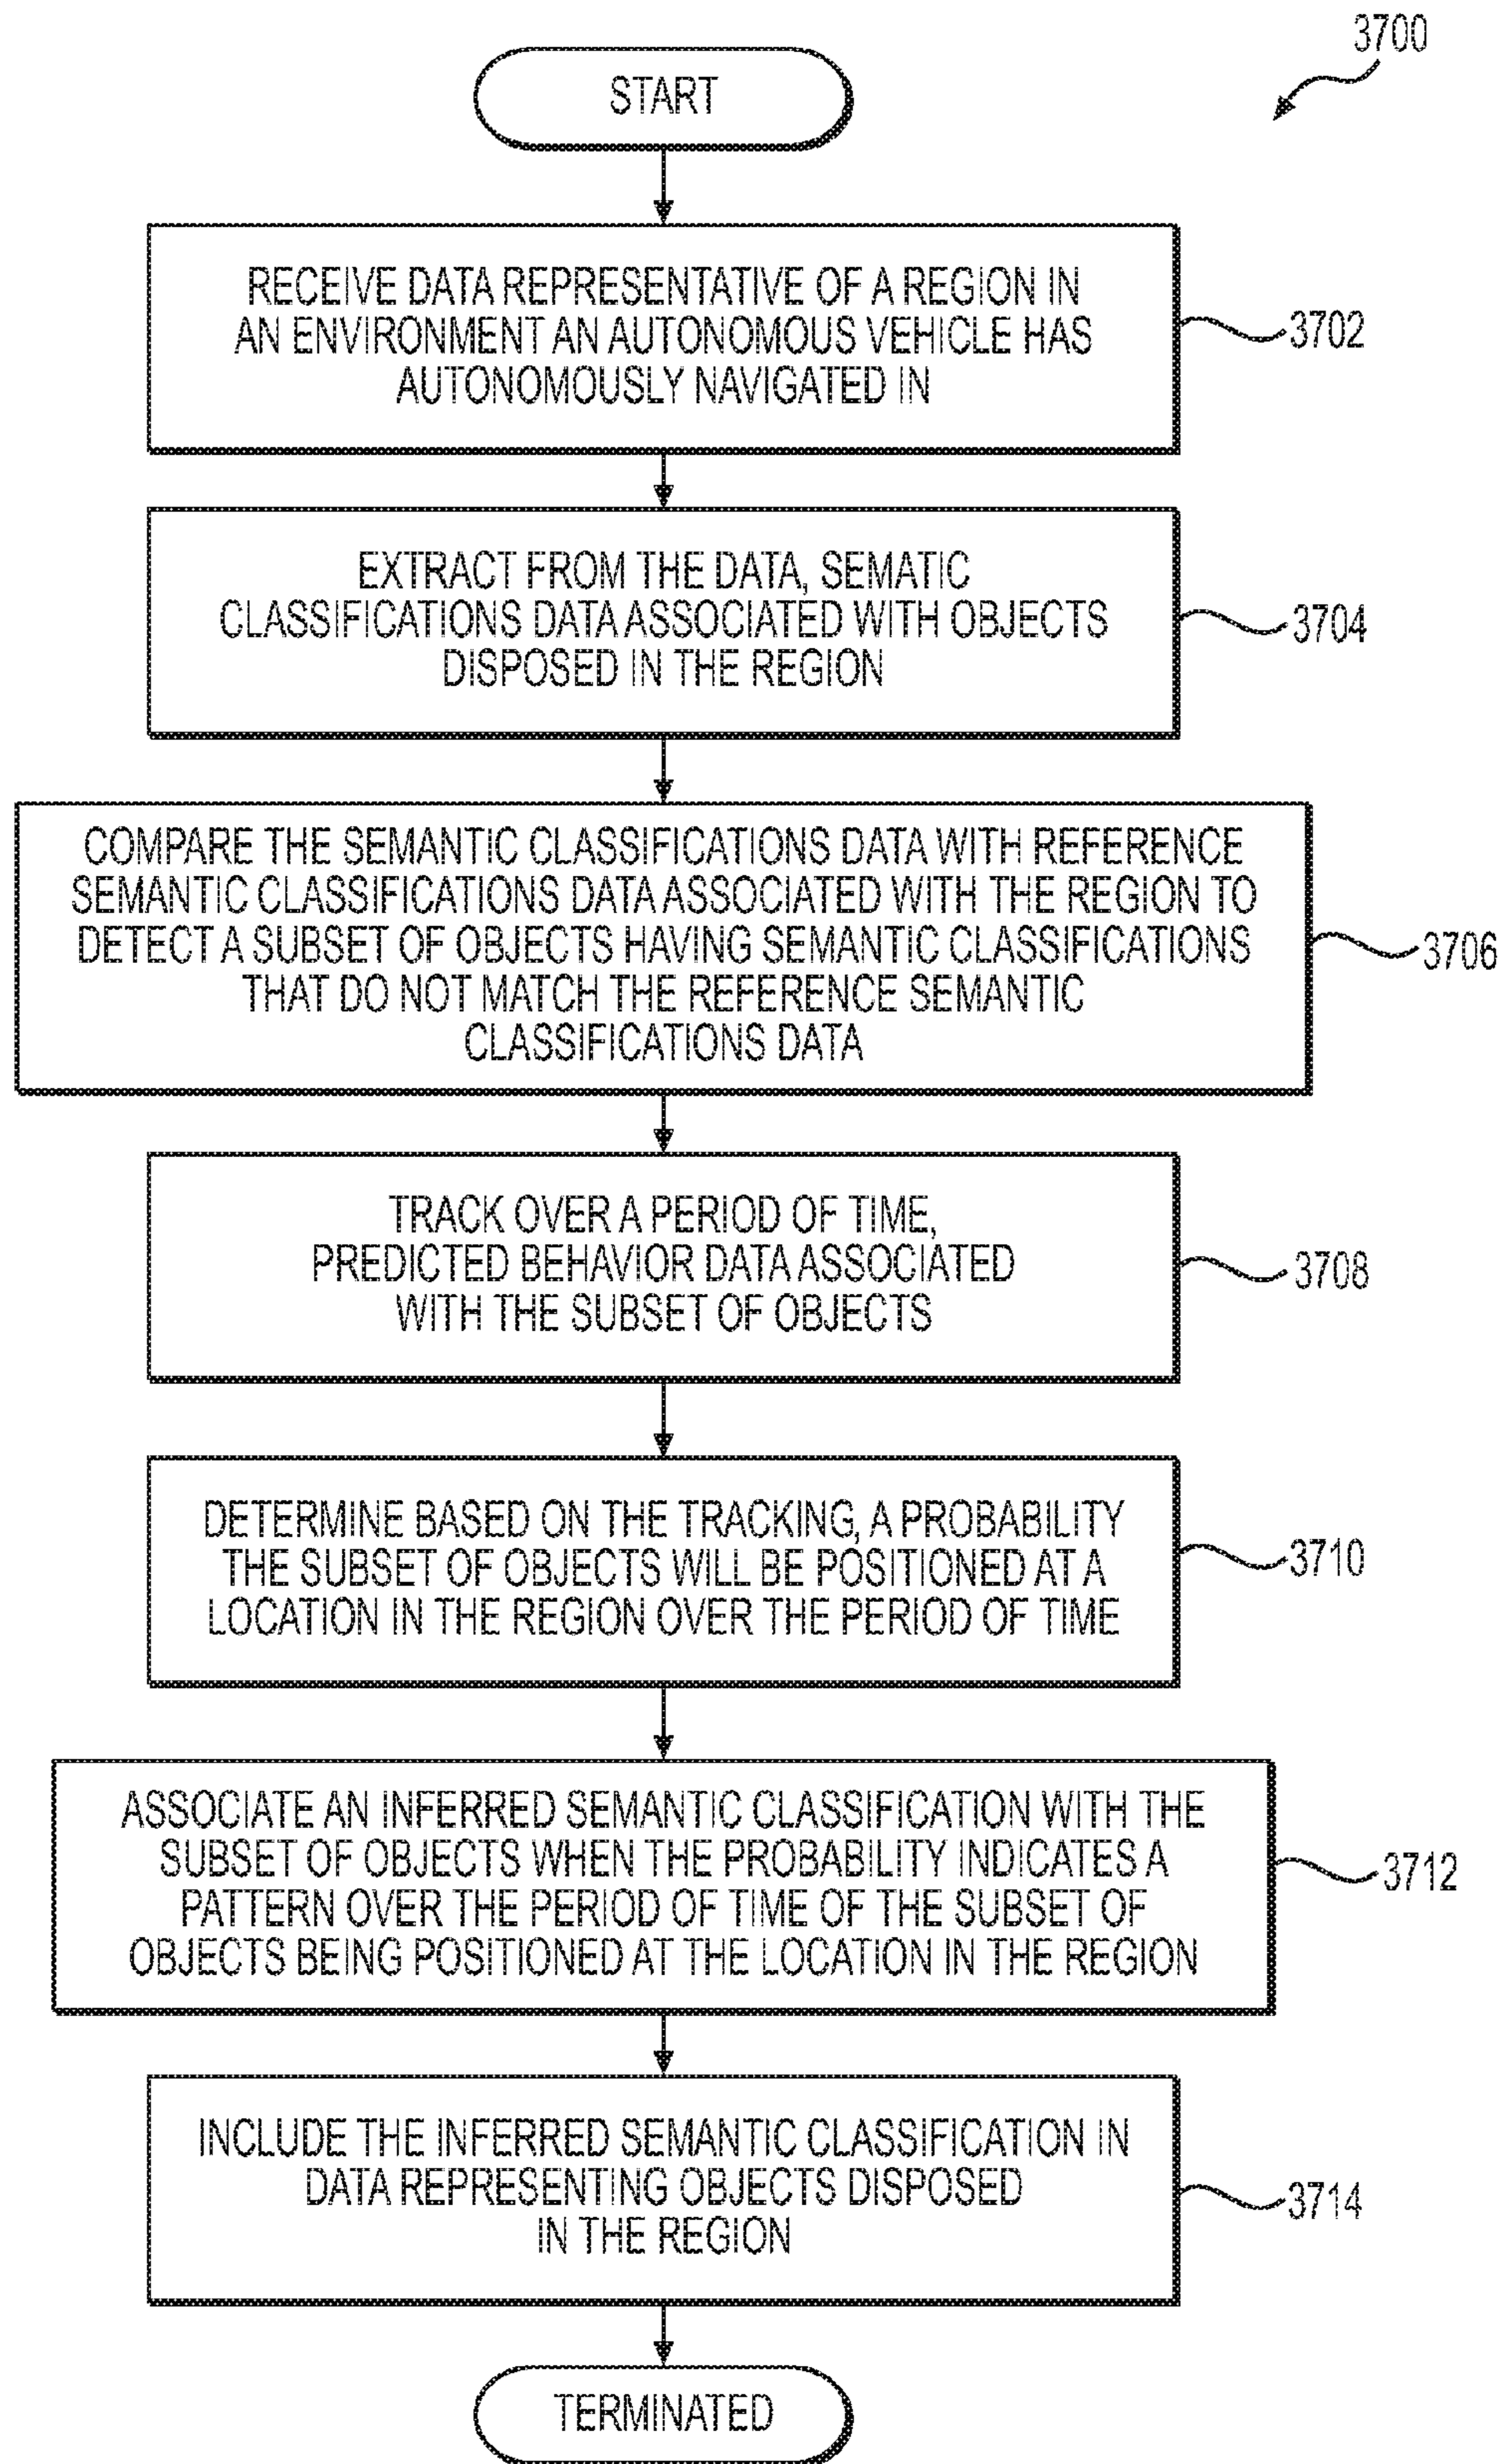 3700
START
RECEIVE DATA REPRESENTATIVE OF A REGION IN
AN ENVIRONMENT AN AUTONOMOUS VEHICLE HAS
AUTONOMOUSLY NAVIGATED IN
3702
EXTRACT FROM THE DATA, SEMATIC
CLASSIFICATIONS DATA ASSOCIATED WITH OBJECTS
DISPOSED IN THE REGION
3704
COMPARE THE SEMANTIC CLASSIFICATIONS DATA WITH REFERENCE
SEMANTIC CLASSIFICATIONS DATA ASSOCIATED WITH THE REGION TO
DETECT A SUBSET OF OBJECTS HAVING SEMANTIC CLASSIFICATIONS
THAT DO NOT MATCH THE REFERENCE SEMANTIC
CLASSIFICATIONS DATA
3706
TRACK OVER A PERIOD OF TIME,
PREDICTED BEHAVIOR DATA ASSOCIATED
WITH THE SUBSET OF OBJECTS
3708
DETERMINE BASED ON THE TRACKING, A PROBABILITY
THE SUBSET OF OBJECTS WILL BE POSITIONED AT A
LOCATION IN THE REGION OVER THE PERIOD OF TIME
3710
ASSOCIATE AN INFERRED SEMANTIC CLASSIFICATION WITH THE
SUBSET OF OBJECTS WHEN THE PROBABILITY INDICATES A
PATTERN OVER THE PERIOD OF TIME OF THE SUBSET OF
OBJECTS BEING POSITIONED AT THE LOCATION IN THE REGION
3712
INCLUDE THE INFERRED SEMANTIC CLASSIFICATION IN
DATA REPRESENTING OBJECTS DISPOSED
IN THE REGION
3714
TERMINATED